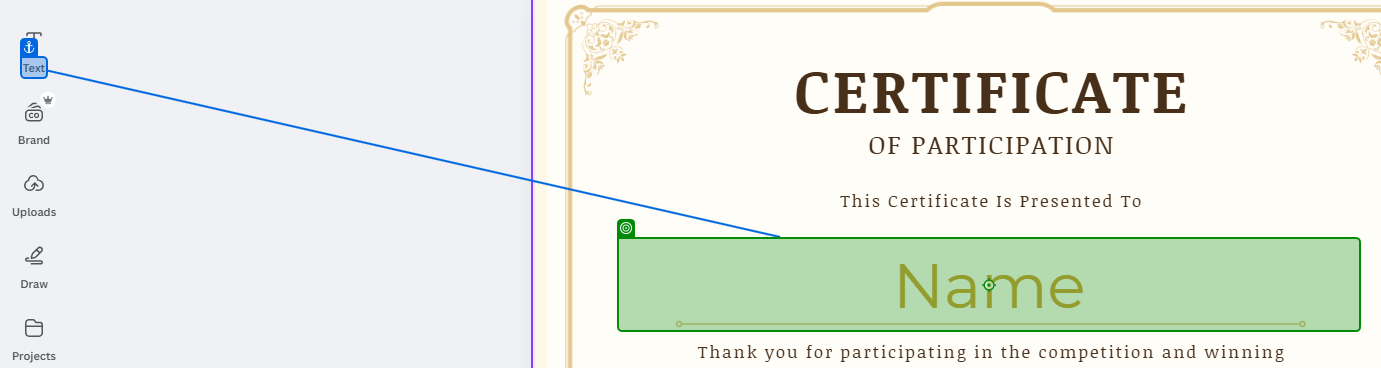 Text
Brand
Uploads
Draw
Projects
CERTIFICATE
OF PARTICIPATION
This Certificate Is Presented To
Name
Thank you for participating in the competition and winning